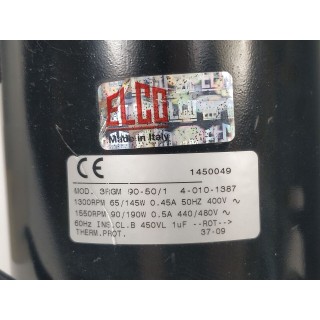 ELCO
Made in Italy
CE 1450049
MOD. 3RGM 90-50/1 4-010-1387
1300RPM 65/145W 0.45A 50HZ 400V ~
1550RPM 90/190W 0.5A 440/480V ~
60Hz INS.CL.B 450VL 1uF --ROT-->
THERM.PROT. 37-09